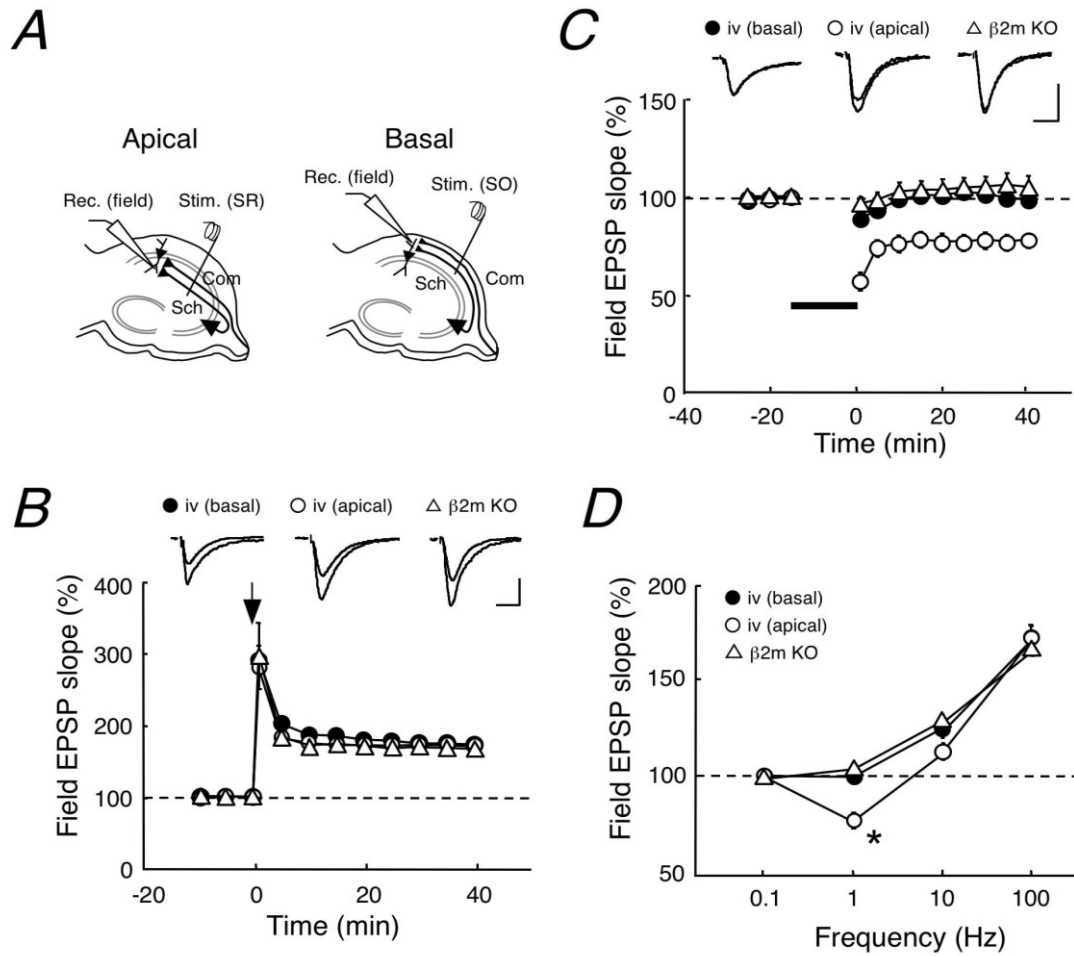 A
Apical
Rec. (field)
Stim. (SR)
Com
Sch
Basal
Rec. (field)
Stim. (SO)
Sch
Com
B
iv (basal) iv (apical) β2m KO
Field EPSP slope (%)
400
300
200
100
0
-20 0 20 40
Time (min)
C
iv (basal) iv (apical) β2m KO
Field EPSP slope (%)
150
100
50
0
-40 -20 0 20 40
Time (min)
D
iv (basal)
iv (apical)
β2m KO
Field EPSP slope (%)
200
150
100
50
*
0.1 1 10 100
Frequency (Hz)